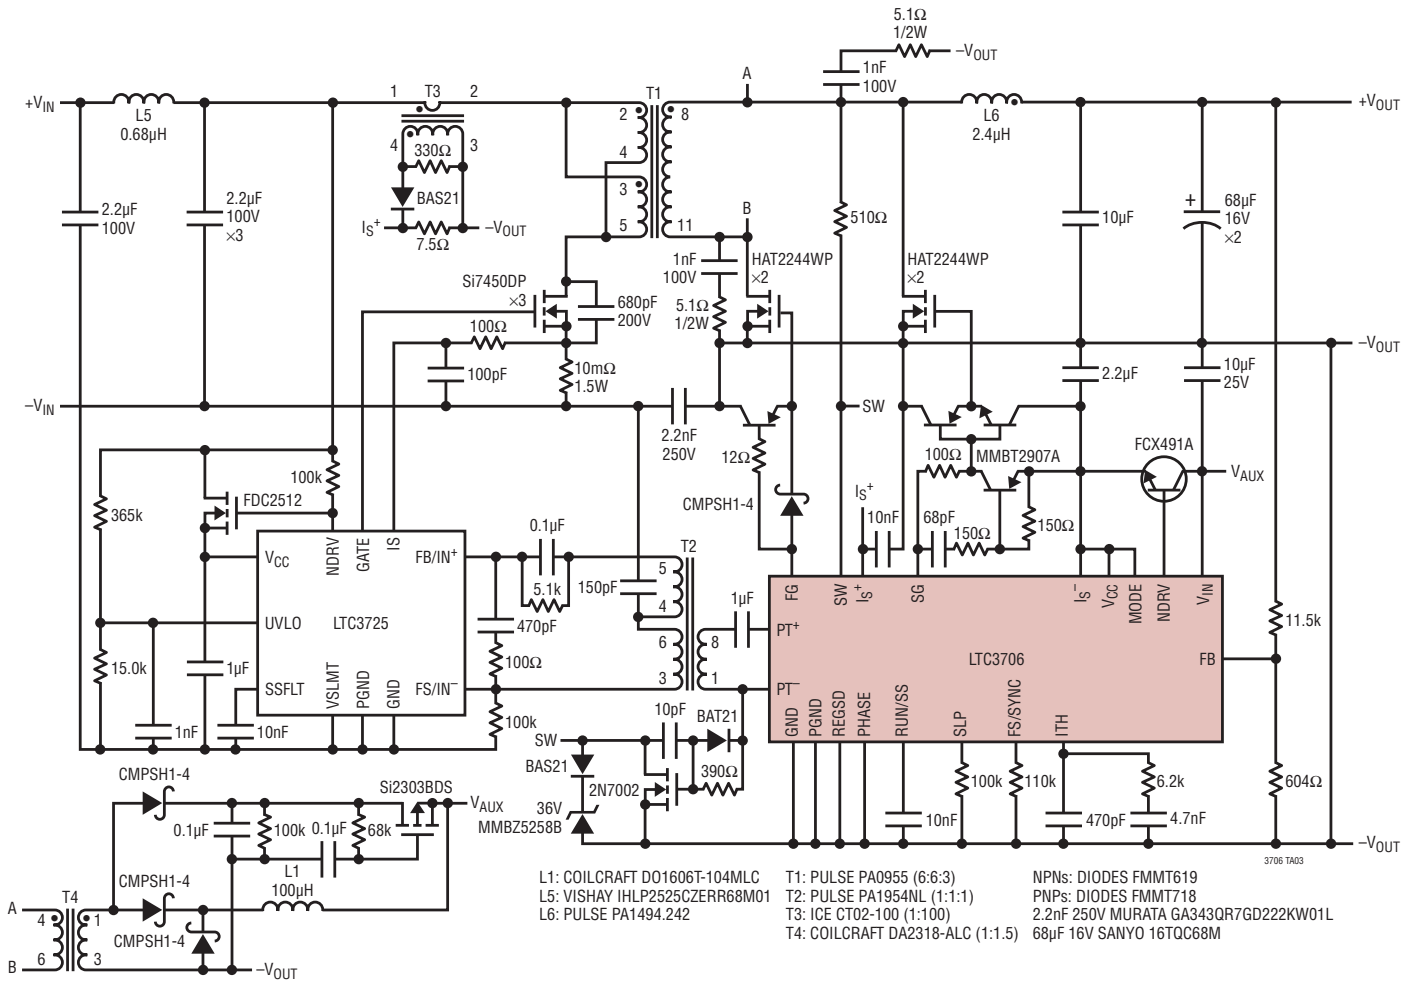 5.1Ω
1/2W
–VOUT
1nF
100V
A
+VIN
L5
0.68µH
1
T3
2
4
330Ω
3
BAS21
IS+
7.5Ω
–VOUT
T1
2
8
4
3
5
11
L6
2.4µH
+VOUT
2.2µF
100V
2.2µF
100V
×3
B
510Ω
10µF
+
68µF
16V
×2
Si7450DP
×3
680pF
200V
1nF
100V
5.1Ω
1/2W
HAT2244WP
×2
HAT2244WP
×2
100Ω
100pF
10mΩ
1.5W
–VOUT
2.2µF
10µF
25V
–VIN
2.2nF
250V
SW
12Ω
CMPSH1-4
100Ω
MMBT2907A
FCX491A
VAUX
100k
FDC2512
365k
IS+
10nF
68pF
150Ω
150Ω
0.1µF
5.1k
150pF
T2
5
4
6
3
8
1
1µF
VCC
NDRV
GATE
IS
FB/IN+
UVLO
LTC3725
SSFLT
VSLMT
PGND
GND
FS/IN–
470pF
100Ω
100k
15.0k
1µF
1nF
10nF
FG
SW
IS+
SG
IS–
VCC
MODE
NDRV
VIN
PT+
LTC3706
FB
PT–
GND
PGND
REGSD
PHASE
RUN/SS
SLP
FS/SYNC
ITH
11.5k
604Ω
10pF
BAT21
SW
BAS21
390Ω
2N7002
36V
MMBZ5258B
10nF
100k
110k
470pF
6.2k
4.7nF
–VOUT
3706 TA03
CMPSH1-4
Si2303BDS
VAUX
0.1µF
100k
0.1µF
68k
L1
100µH
CMPSH1-4
T4
A
4
1
CMPSH1-4
B
6
3
–VOUT
L1: COILCRAFT DO1606T-104MLC
L5: VISHAY IHLP2525CZERR68M01
L6: PULSE PA1494.242
T1: PULSE PA0955 (6:6:3)
T2: PULSE PA1954NL (1:1:1)
T3: ICE CT02-100 (1:100)
T4: COILCRAFT DA2318-ALC (1:1.5)
NPNs: DIODES FMMT619
PNPs: DIODES FMMT718
2.2nF 250V MURATA GA343QR7GD222KW01L
68µF 16V SANYO 16TQC68M